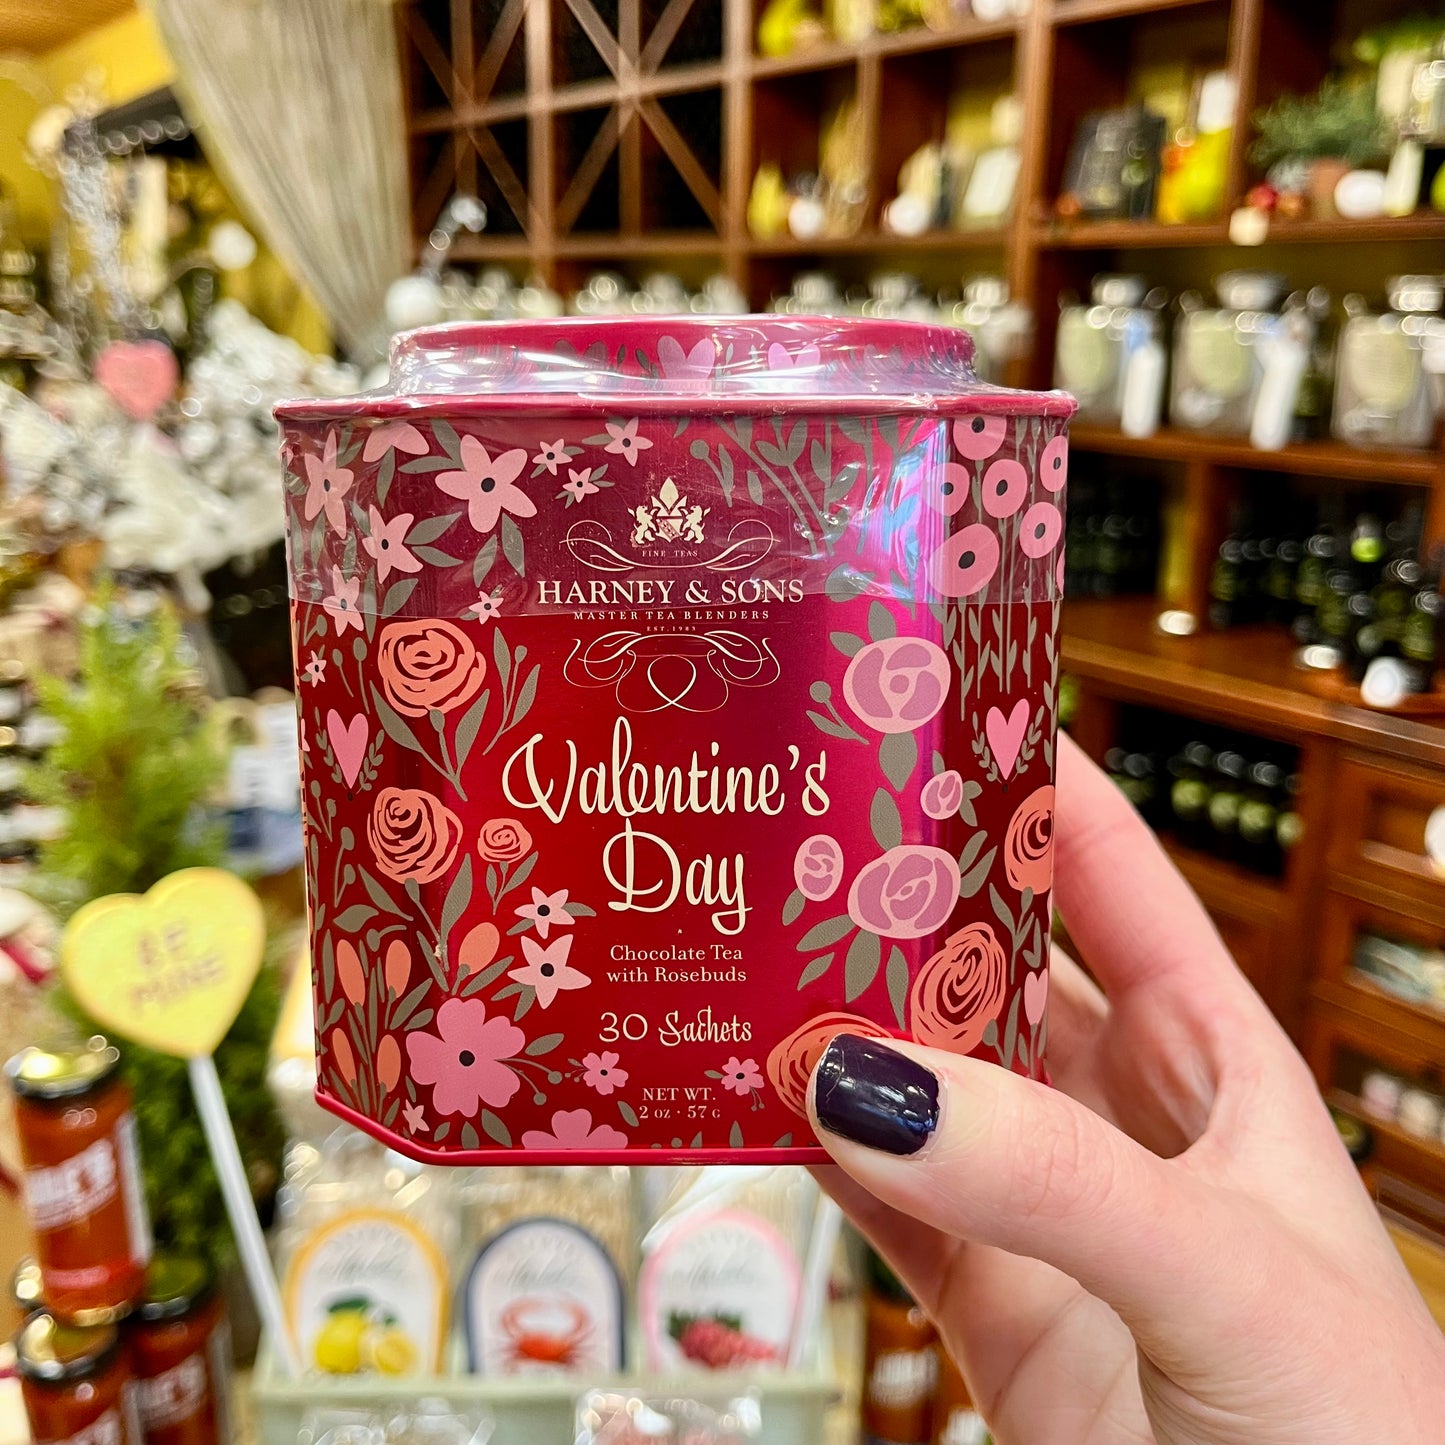 FINE TEAS
HARNEY & SONS
MASTER TEA BLENDERS
EST. 1983
Valentine's
Day
Chocolate Tea
with Rosebuds
30 Sachets
NET WT.
2 oz · 57 G
BE
MINE